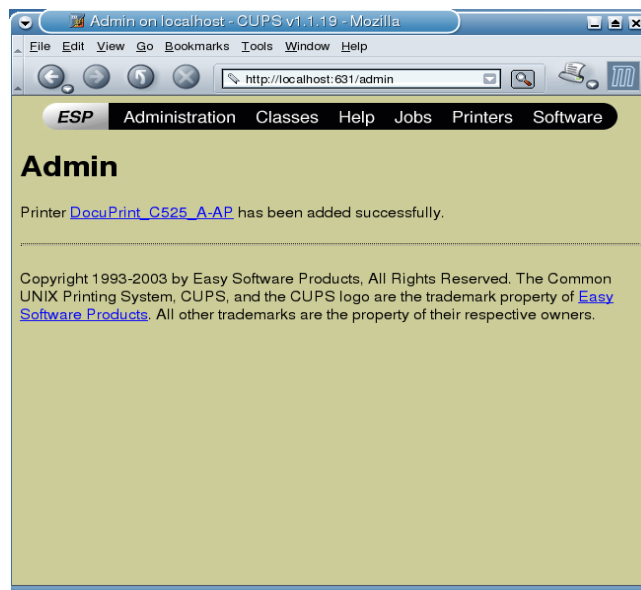 Admin on localhost - CUPS v1.1.19 - Mozilla
File Edit View Go Bookmarks Tools Window Help
http://localhost:631/admin
ESP Administration Classes Help Jobs Printers Software
Admin
Printer DocuPrint_C525_A-AP has been added successfully.
Copyright 1993-2003 by Easy Software Products, All Rights Reserved. The Common
UNIX Printing System, CUPS, and the CUPS logo are the trademark property of Easy
Software Products. All other trademarks are the property of their respective owners.